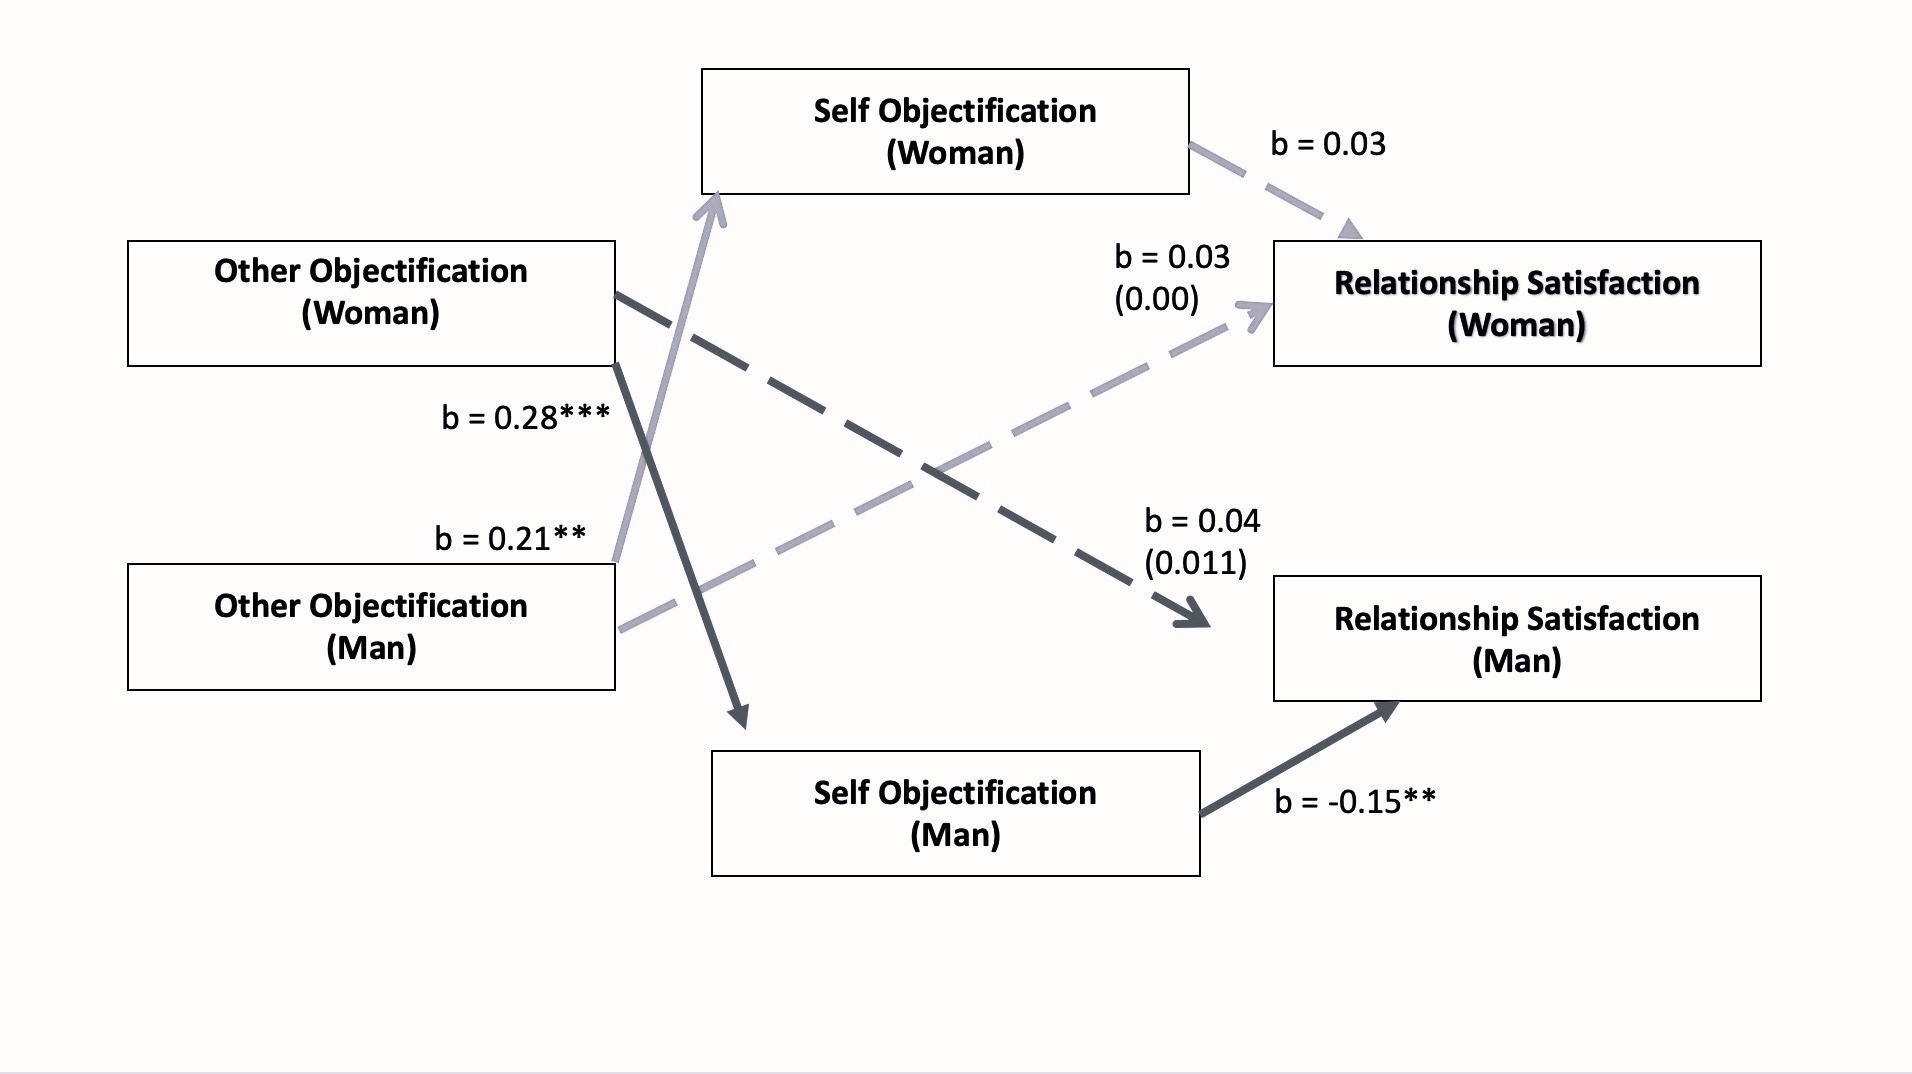 Self Objectification
(Woman)
b = 0.03
Other Objectification
(Woman)
b = 0.03
(0.00)
Relationship Satisfaction
(Woman)
b = 0.28***
b = 0.21**
b = 0.04
(0.011)
Other Objectification
(Man)
Relationship Satisfaction
(Man)
Self Objectification
(Man)
b = -0.15**